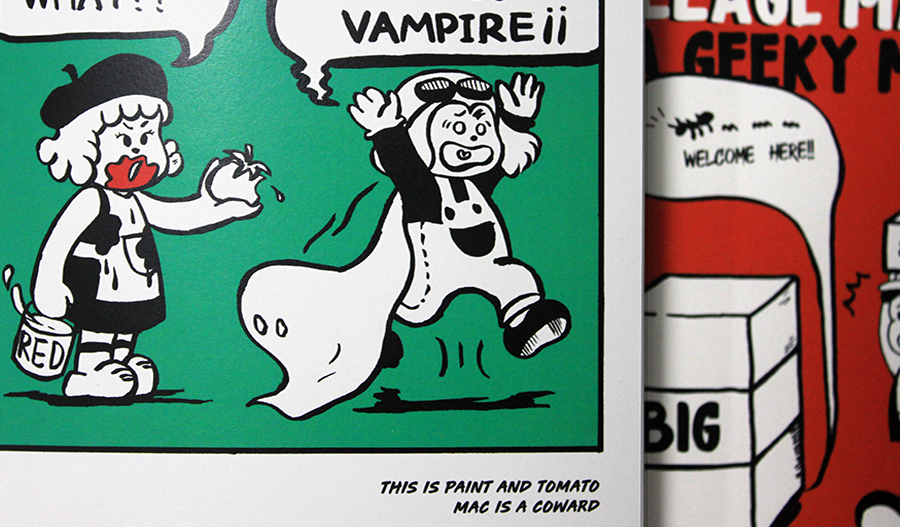 WHAT??
VAMPIRE¡¡
RED
THIS IS PAINT AND TOMATO
MAC IS A COWARD
GEEKY
WELCOME HERE!!
BIG